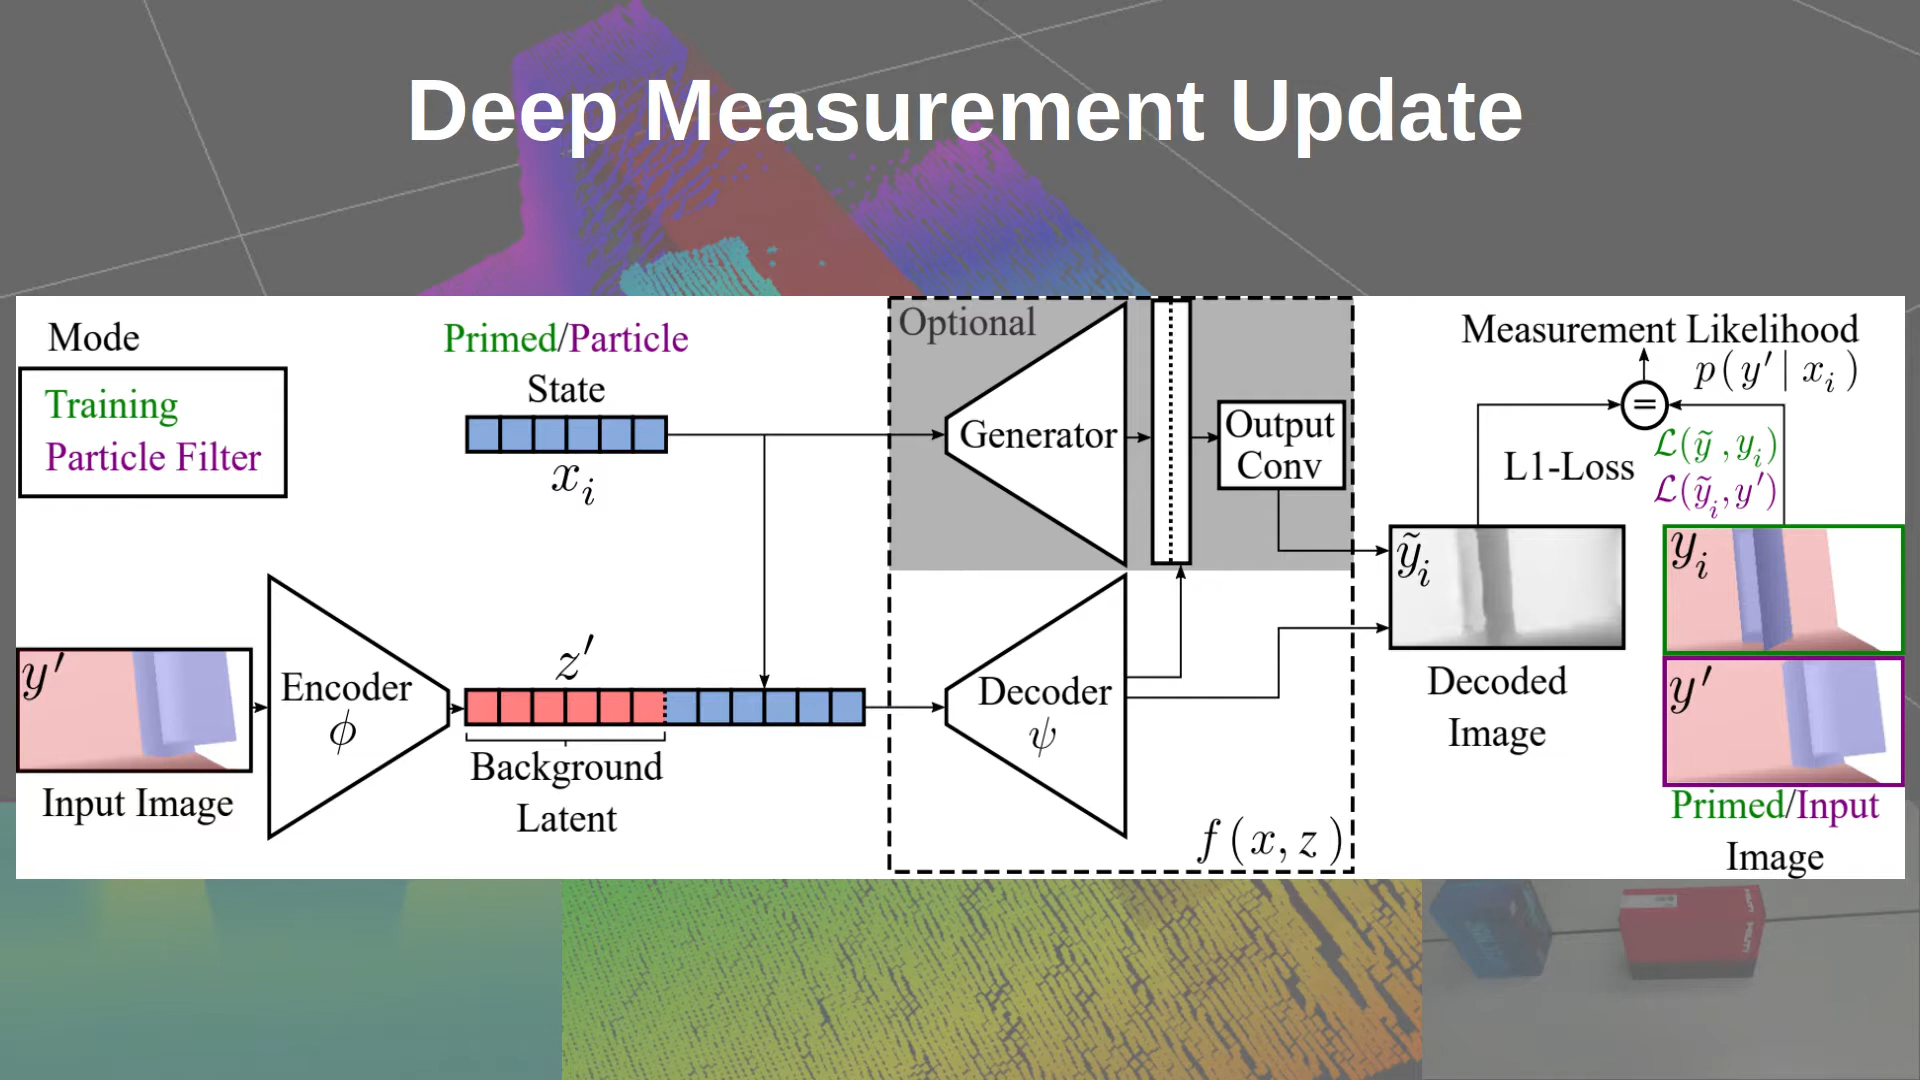 Deep Measurement Update
Mode
Training
Particle Filter
Primed/Particle
State
x_i
Optional
Generator
Output
Conv
Measurement Likelihood
p(y′ | x_i)
=
L1-Loss
ℒ(ỹ, y_i)
ℒ(ỹ_i, y′)
y′
Input Image
Encoder
ϕ
z′
Background
Latent
Decoder
ψ
f(x, z)
ỹ_i
Decoded
Image
y_i
y′
Primed/Input
Image